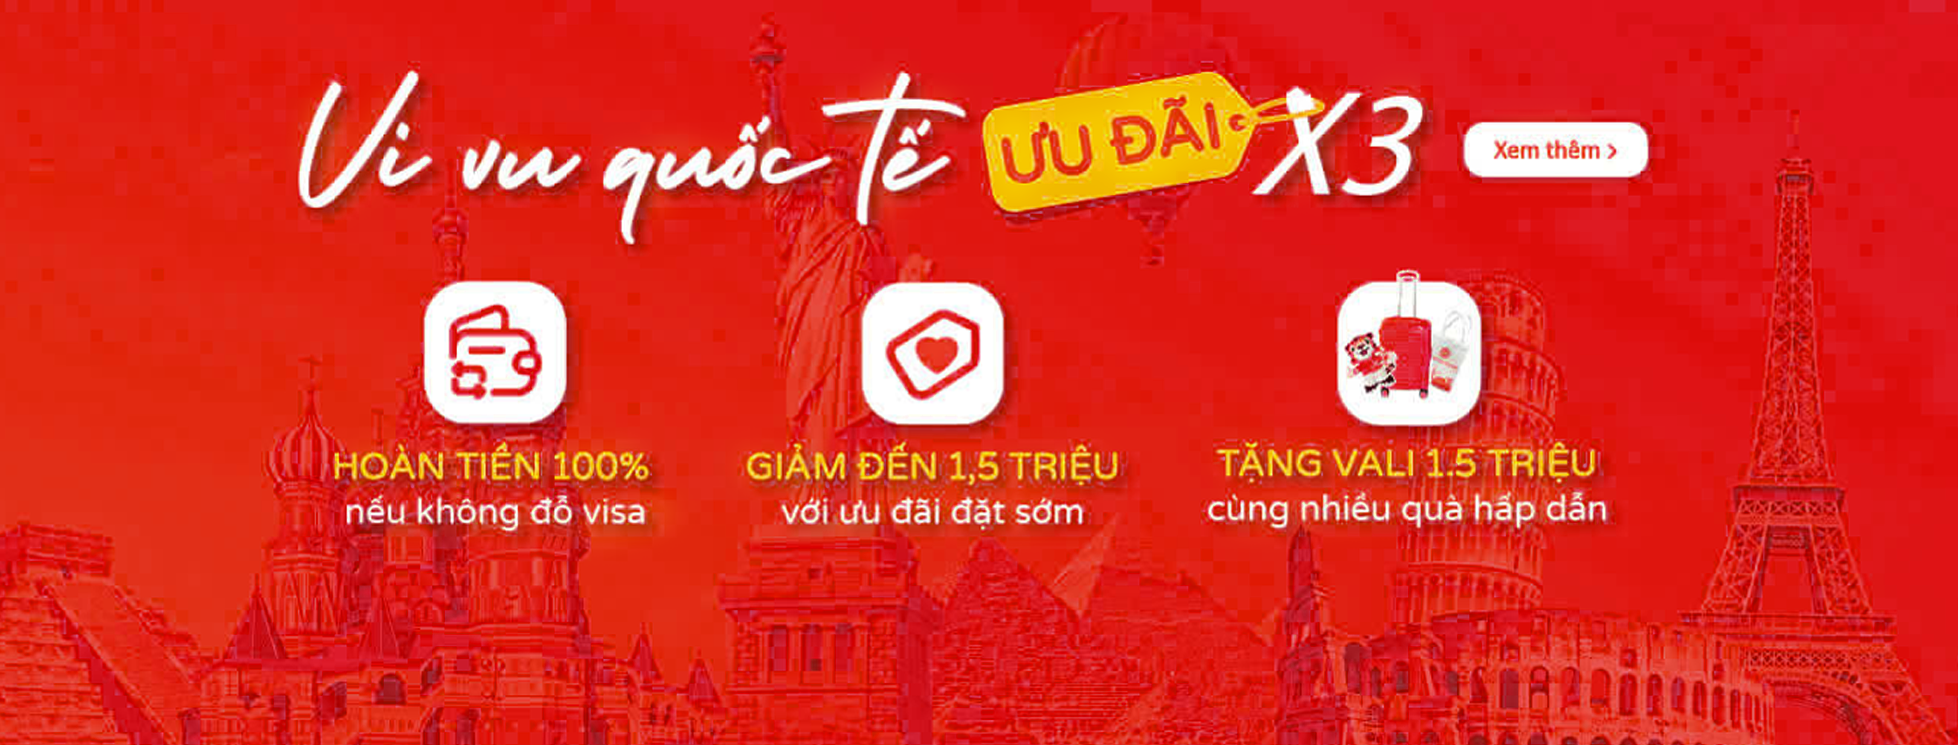 Vi vu quốc tế ƯU ĐÃI X3
Xem thêm >
HOÀN TIỀN 100%
nếu không đỗ visa
GIẢM ĐẾN 1,5 TRIỆU
với ưu đãi đặt sớm
TẶNG VALI 1.5 TRIỆU
cùng nhiều quà hấp dẫn